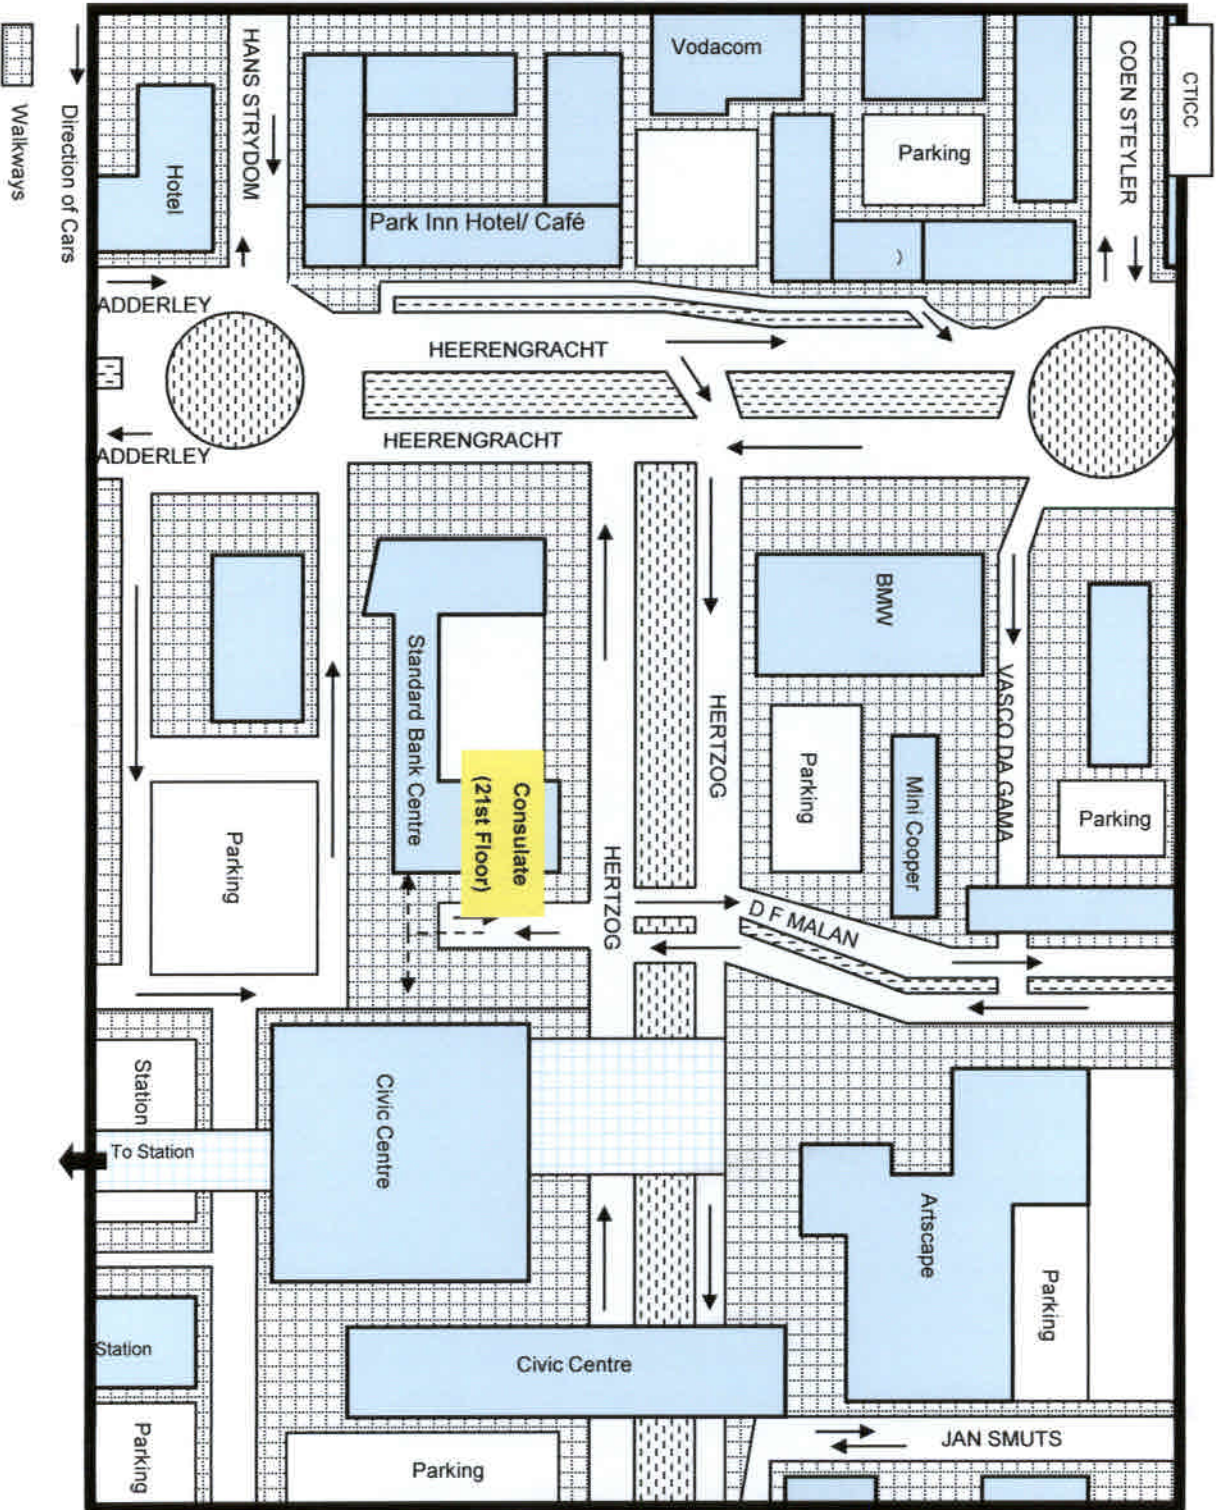 Vodacom
HANS STRYDOM
COEN STEYLER
CTICC
Walkways
Direction of Cars
Hotel
Parking
Park Inn Hotel/ Café
ADDERLEY
HEERENGRACHT
HEERENGRACHT
ADDERLEY
BMW
Standard Bank Centre
HERTZOG
VASCO DA GAMA
Consulate
(21st Floor)
Parking
Mini Cooper
Parking
Parking
HERTZOG
D F MALAN
Station
To Station
Civic Centre
Artscape
Parking
Station
Civic Centre
Parking
Parking
JAN SMUTS